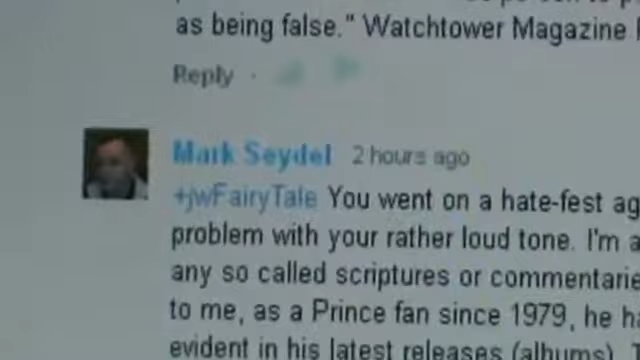 as being false." Watchtower Magazine
Reply ·
Mark Seydel 2 hours ago
+jwFairyTale You went on a hate-fest ag
problem with your rather loud tone. I'm a
any so called scriptures or commentarie
to me, as a Prince fan since 1979, he ha
evident in his latest releases (albums).